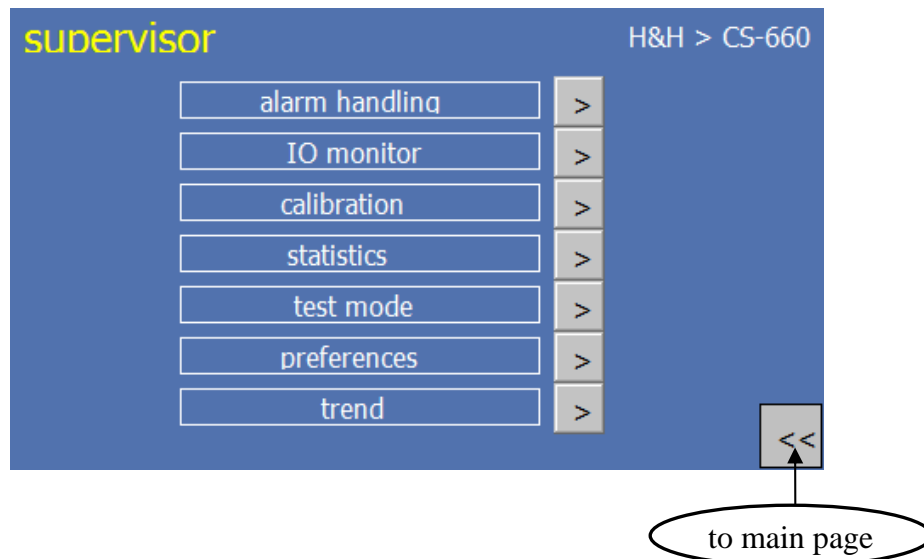 supervisor H&H > CS-660
alarm handling >
IO monitor >
calibration >
statistics >
test mode >
preferences >
trend >
<<
to main page